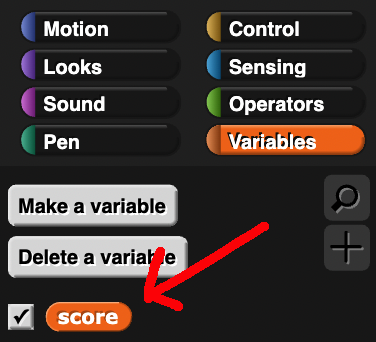 Motion
Control
Looks
Sensing
Sound
Operators
Pen
Variables
Make a variable
Delete a variable
score